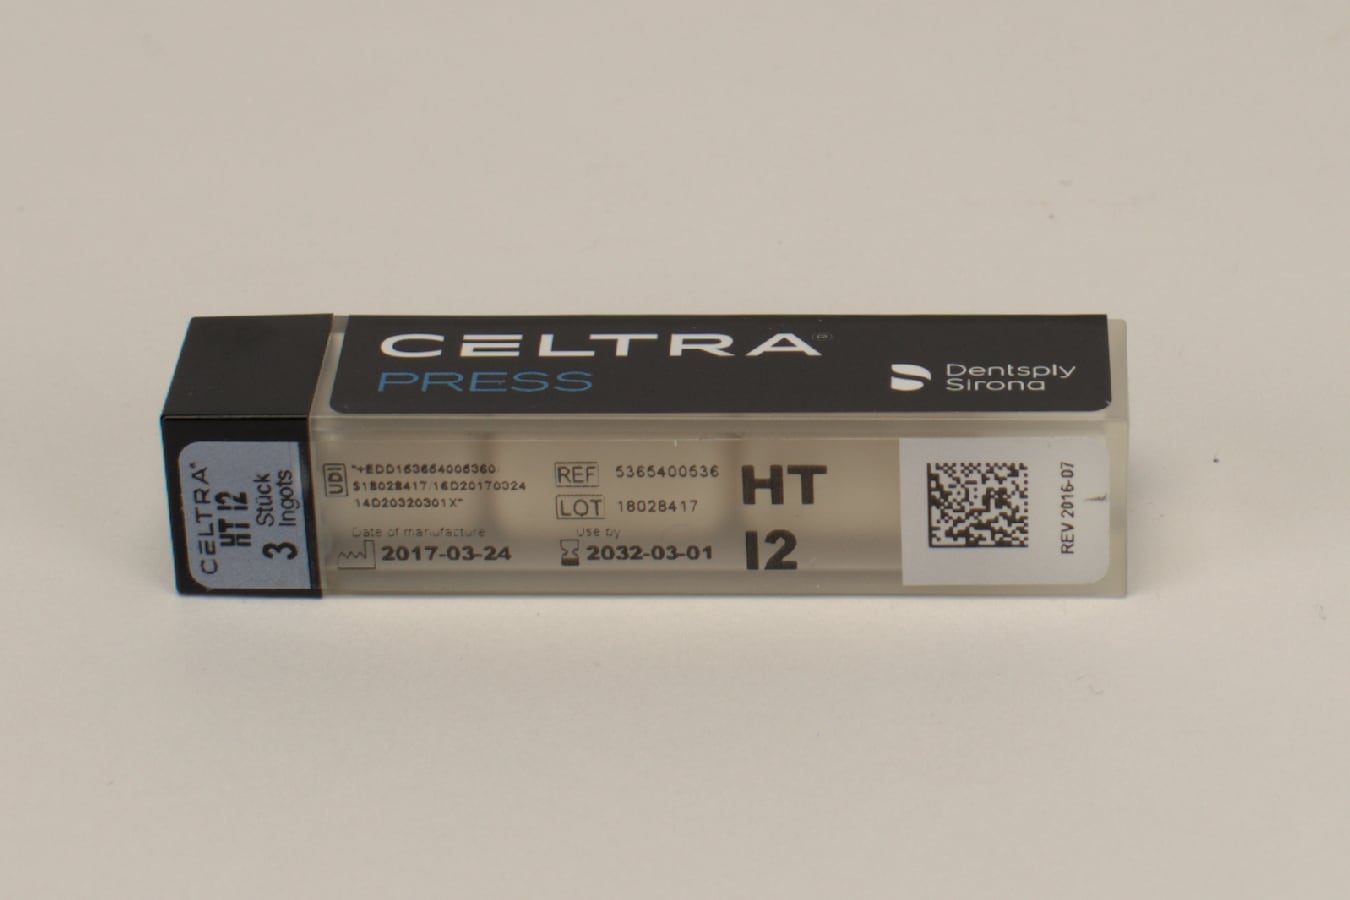 CELTRA®
PRESS
Dentsply
Sirona
CELTRA®
HT I2
3 Stück
Ingots
UDI
"+EDD153654005360/
$18028417/16D20170324
14D20320301X"
REF 5365400536
LOT 18028417
Date of manufacture
2017-03-24
Use by
2032-03-01
HT
I2
REV 2016-07